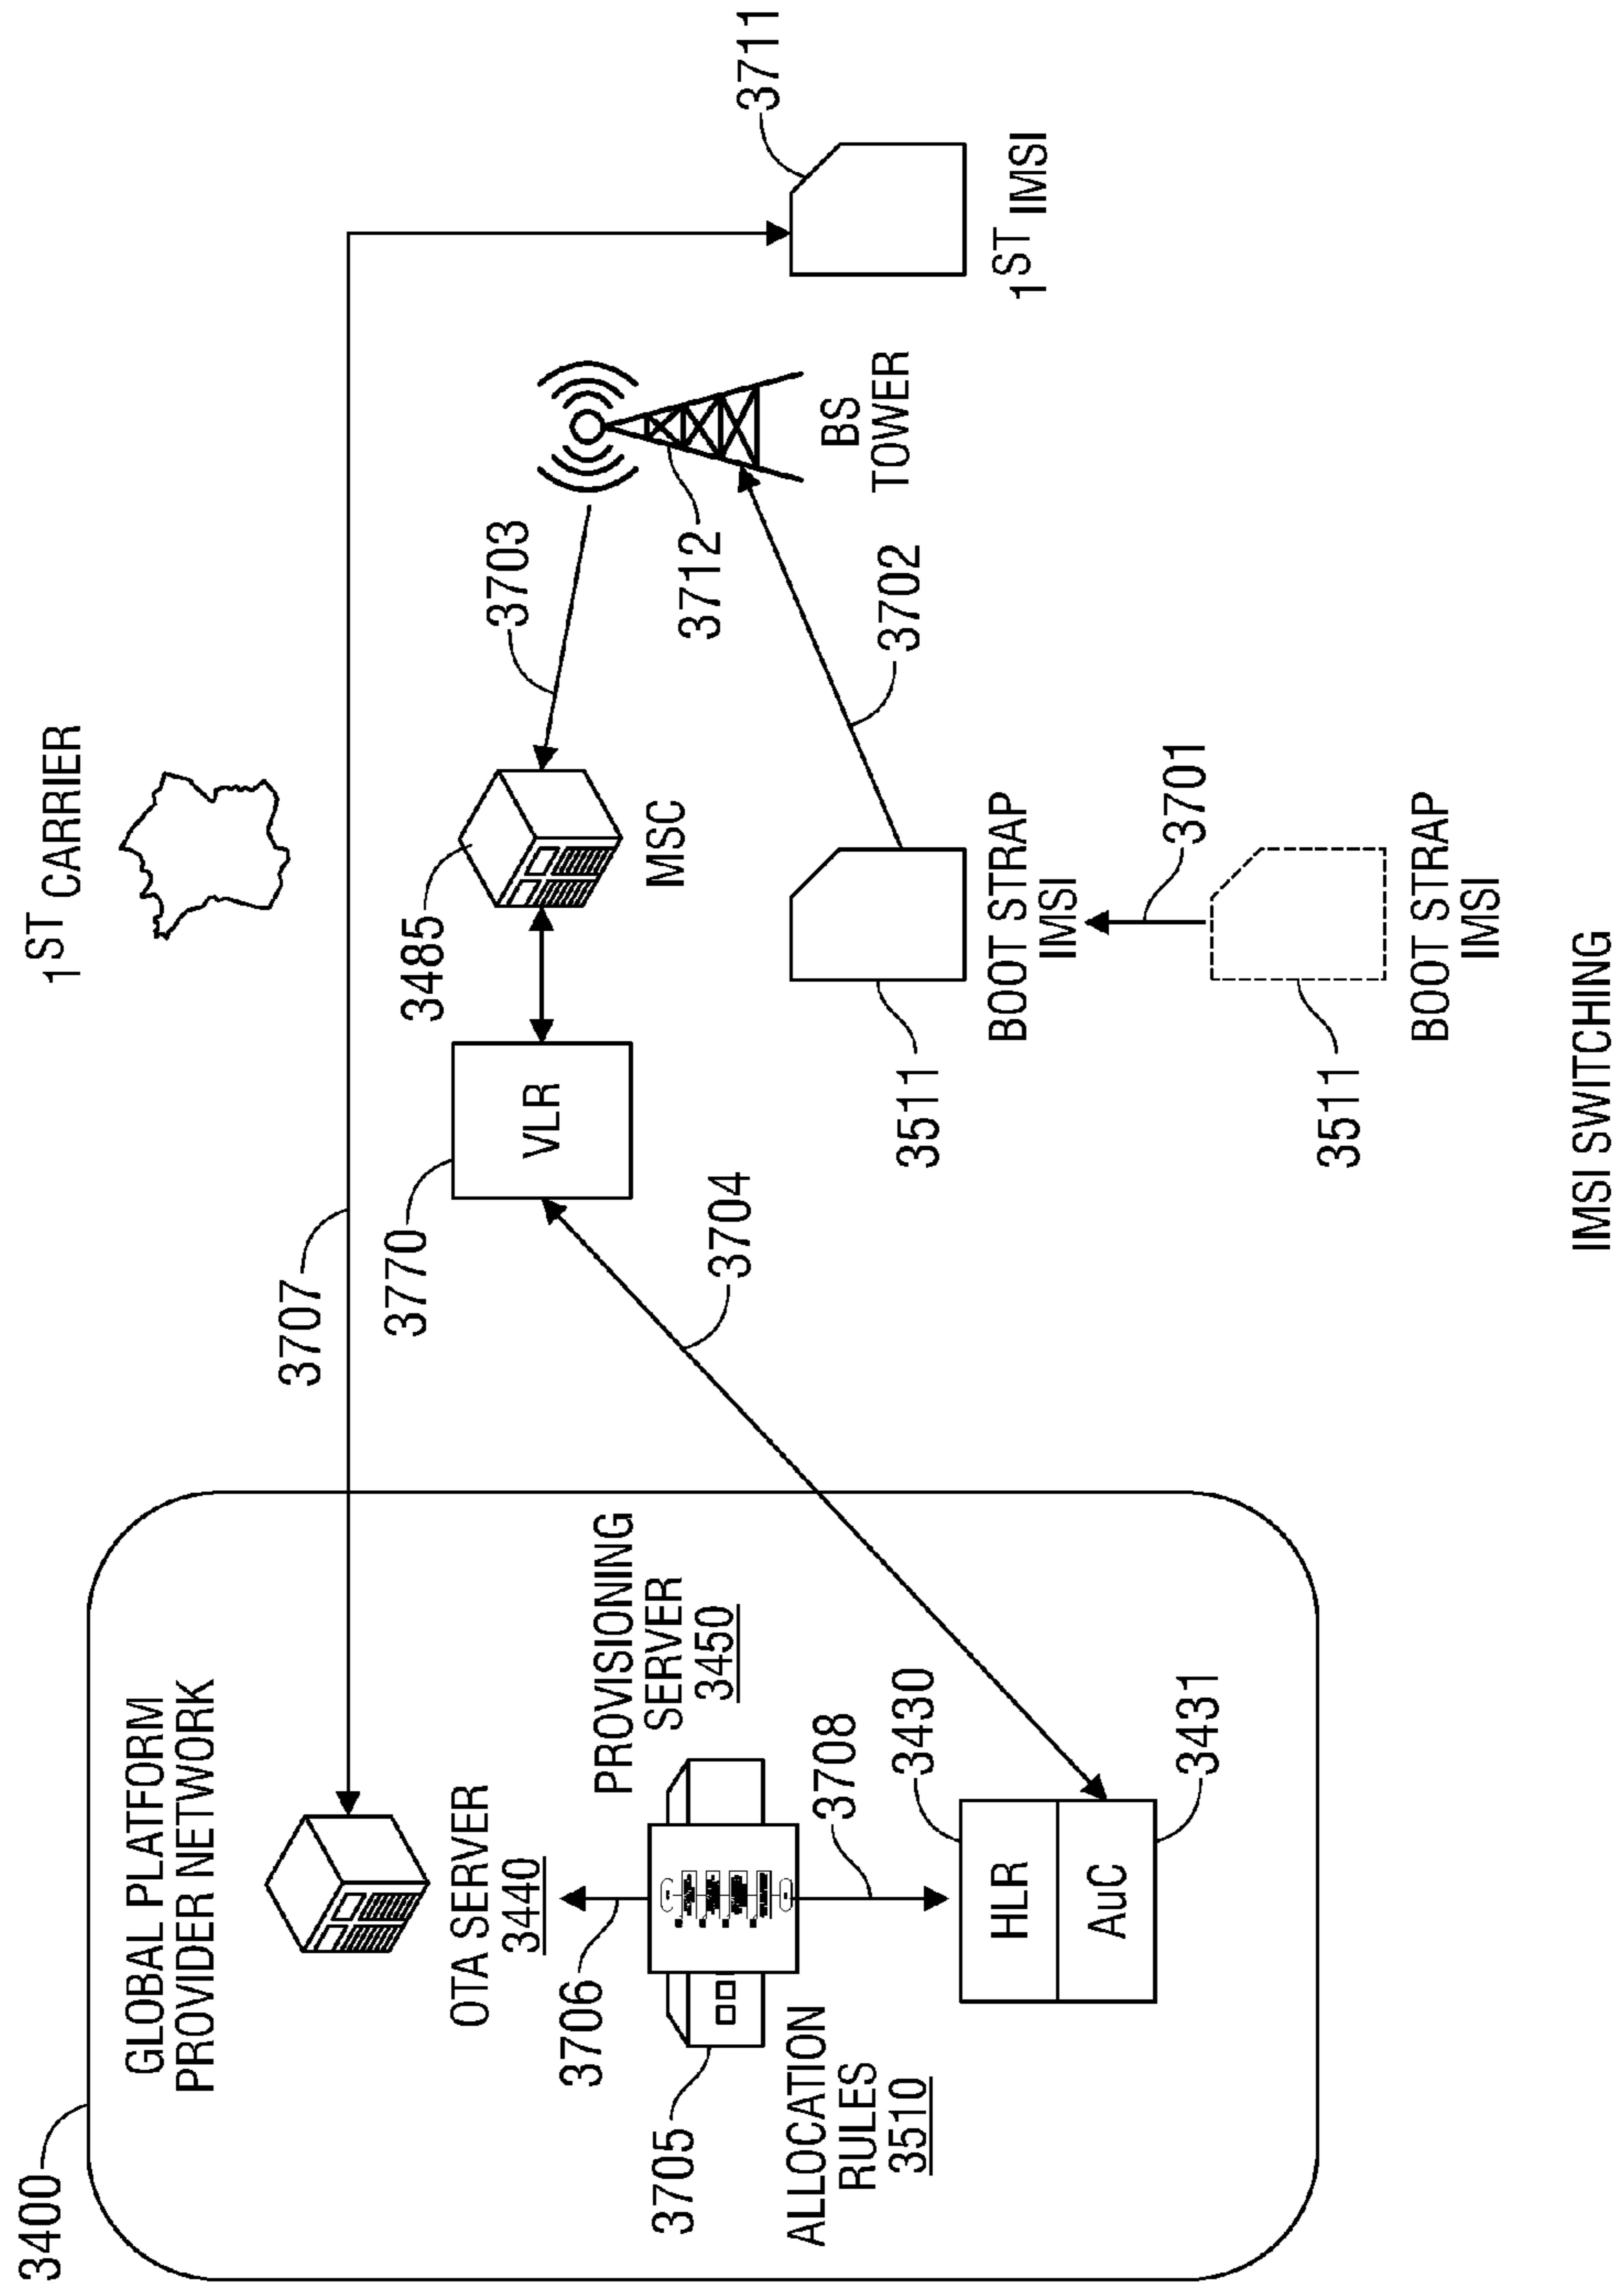 3400
GLOBAL PLATFORM
PROVIDER NETWORK
OTA SERVER
3440
3706
3705
PROVISIONING
SERVER
3450
ALLOCATION
RULES
3510
3708
HLR
3430
AuC
3431
3707
1ST CARRIER
3770
VLR
3704
3485
MSC
3703
3712
BS
TOWER
3702
3711
1ST IMSI
3511
BOOT STRAP
IMSI
3701
3511
BOOT STRAP
IMSI
IMSI SWITCHING